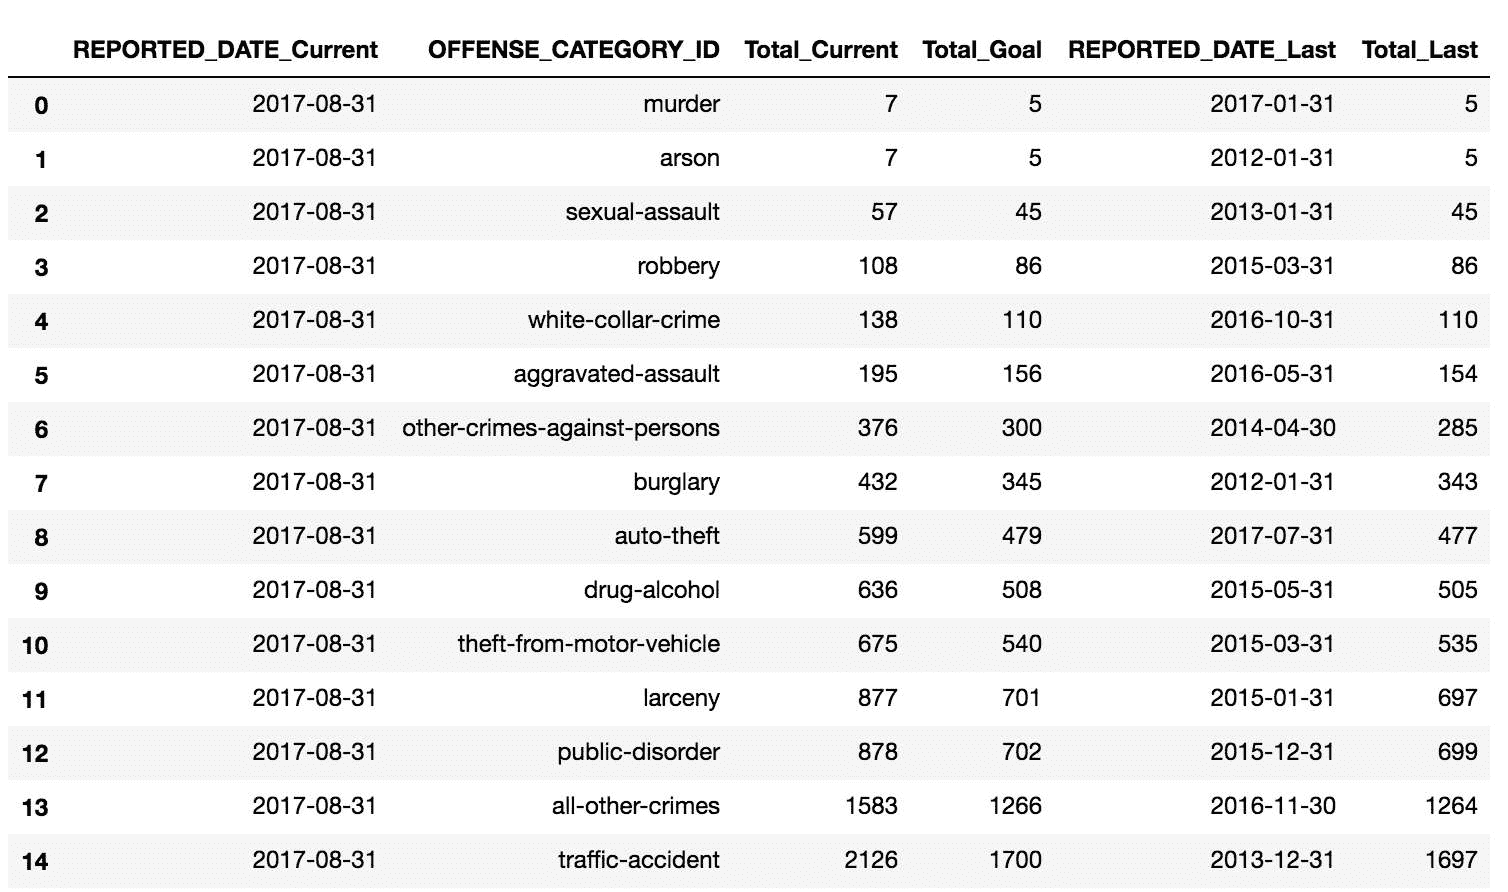 REPORTED_DATE_Current OFFENSE_CATEGORY_ID Total_Current Total_Goal REPORTED_DATE_Last Total_Last
0 2017-08-31 murder 7 5 2017-01-31 5
1 2017-08-31 arson 7 5 2012-01-31 5
2 2017-08-31 sexual-assault 57 45 2013-01-31 45
3 2017-08-31 robbery 108 86 2015-03-31 86
4 2017-08-31 white-collar-crime 138 110 2016-10-31 110
5 2017-08-31 aggravated-assault 195 156 2016-05-31 154
6 2017-08-31 other-crimes-against-persons 376 300 2014-04-30 285
7 2017-08-31 burglary 432 345 2012-01-31 343
8 2017-08-31 auto-theft 599 479 2017-07-31 477
9 2017-08-31 drug-alcohol 636 508 2015-05-31 505
10 2017-08-31 theft-from-motor-vehicle 675 540 2015-03-31 535
11 2017-08-31 larceny 877 701 2015-01-31 697
12 2017-08-31 public-disorder 878 702 2015-12-31 699
13 2017-08-31 all-other-crimes 1583 1266 2016-11-30 1264
14 2017-08-31 traffic-accident 2126 1700 2013-12-31 1697